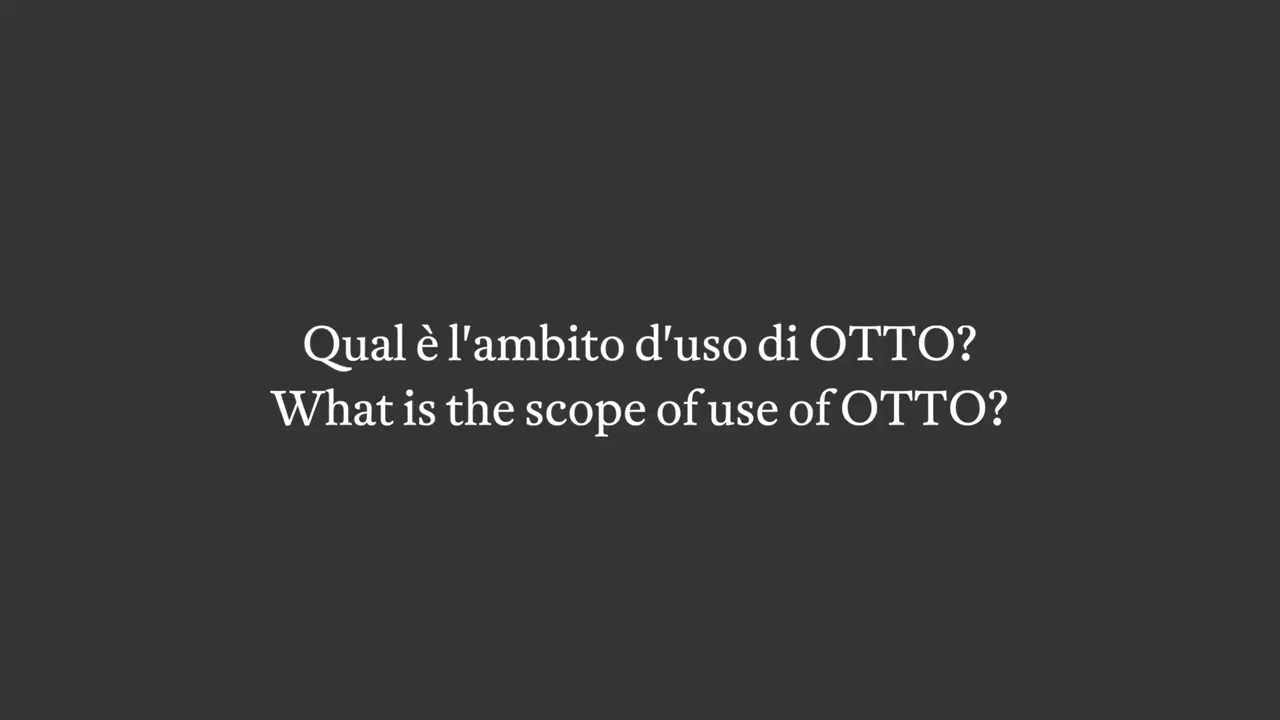 Qual è l'ambito d'uso di OTTO?
What is the scope of use of OTTO?